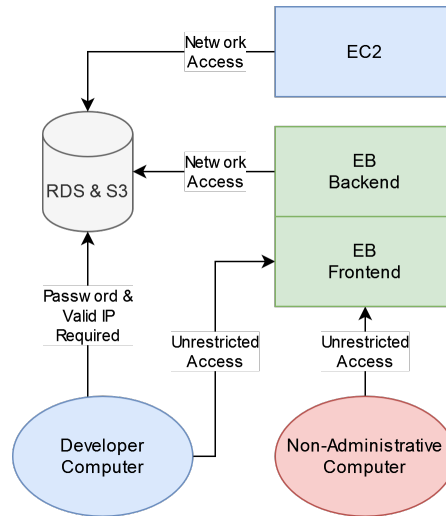 Network
Access
EC2
RDS & S3
Network
Access
EB
Backend
EB
Frontend
Password &
Valid IP
Required
Unrestricted
Access
Unrestricted
Access
Developer
Computer
Non-Administrative
Computer